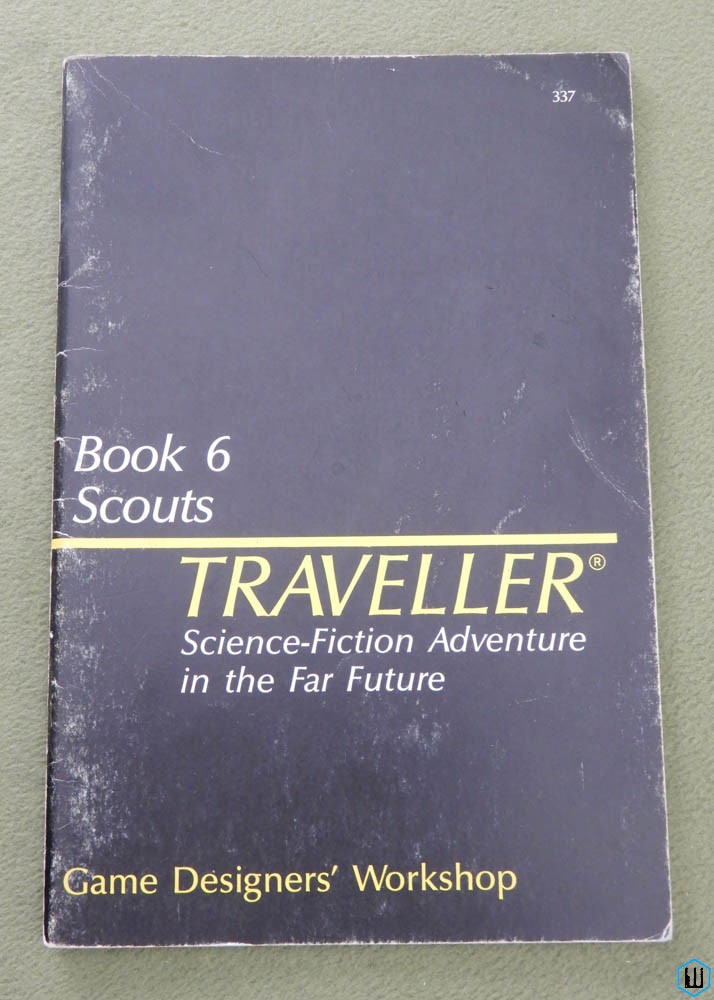 337
Book 6
Scouts
TRAVELLER®
Science-Fiction Adventure
in the Far Future
Game Designers' Workshop